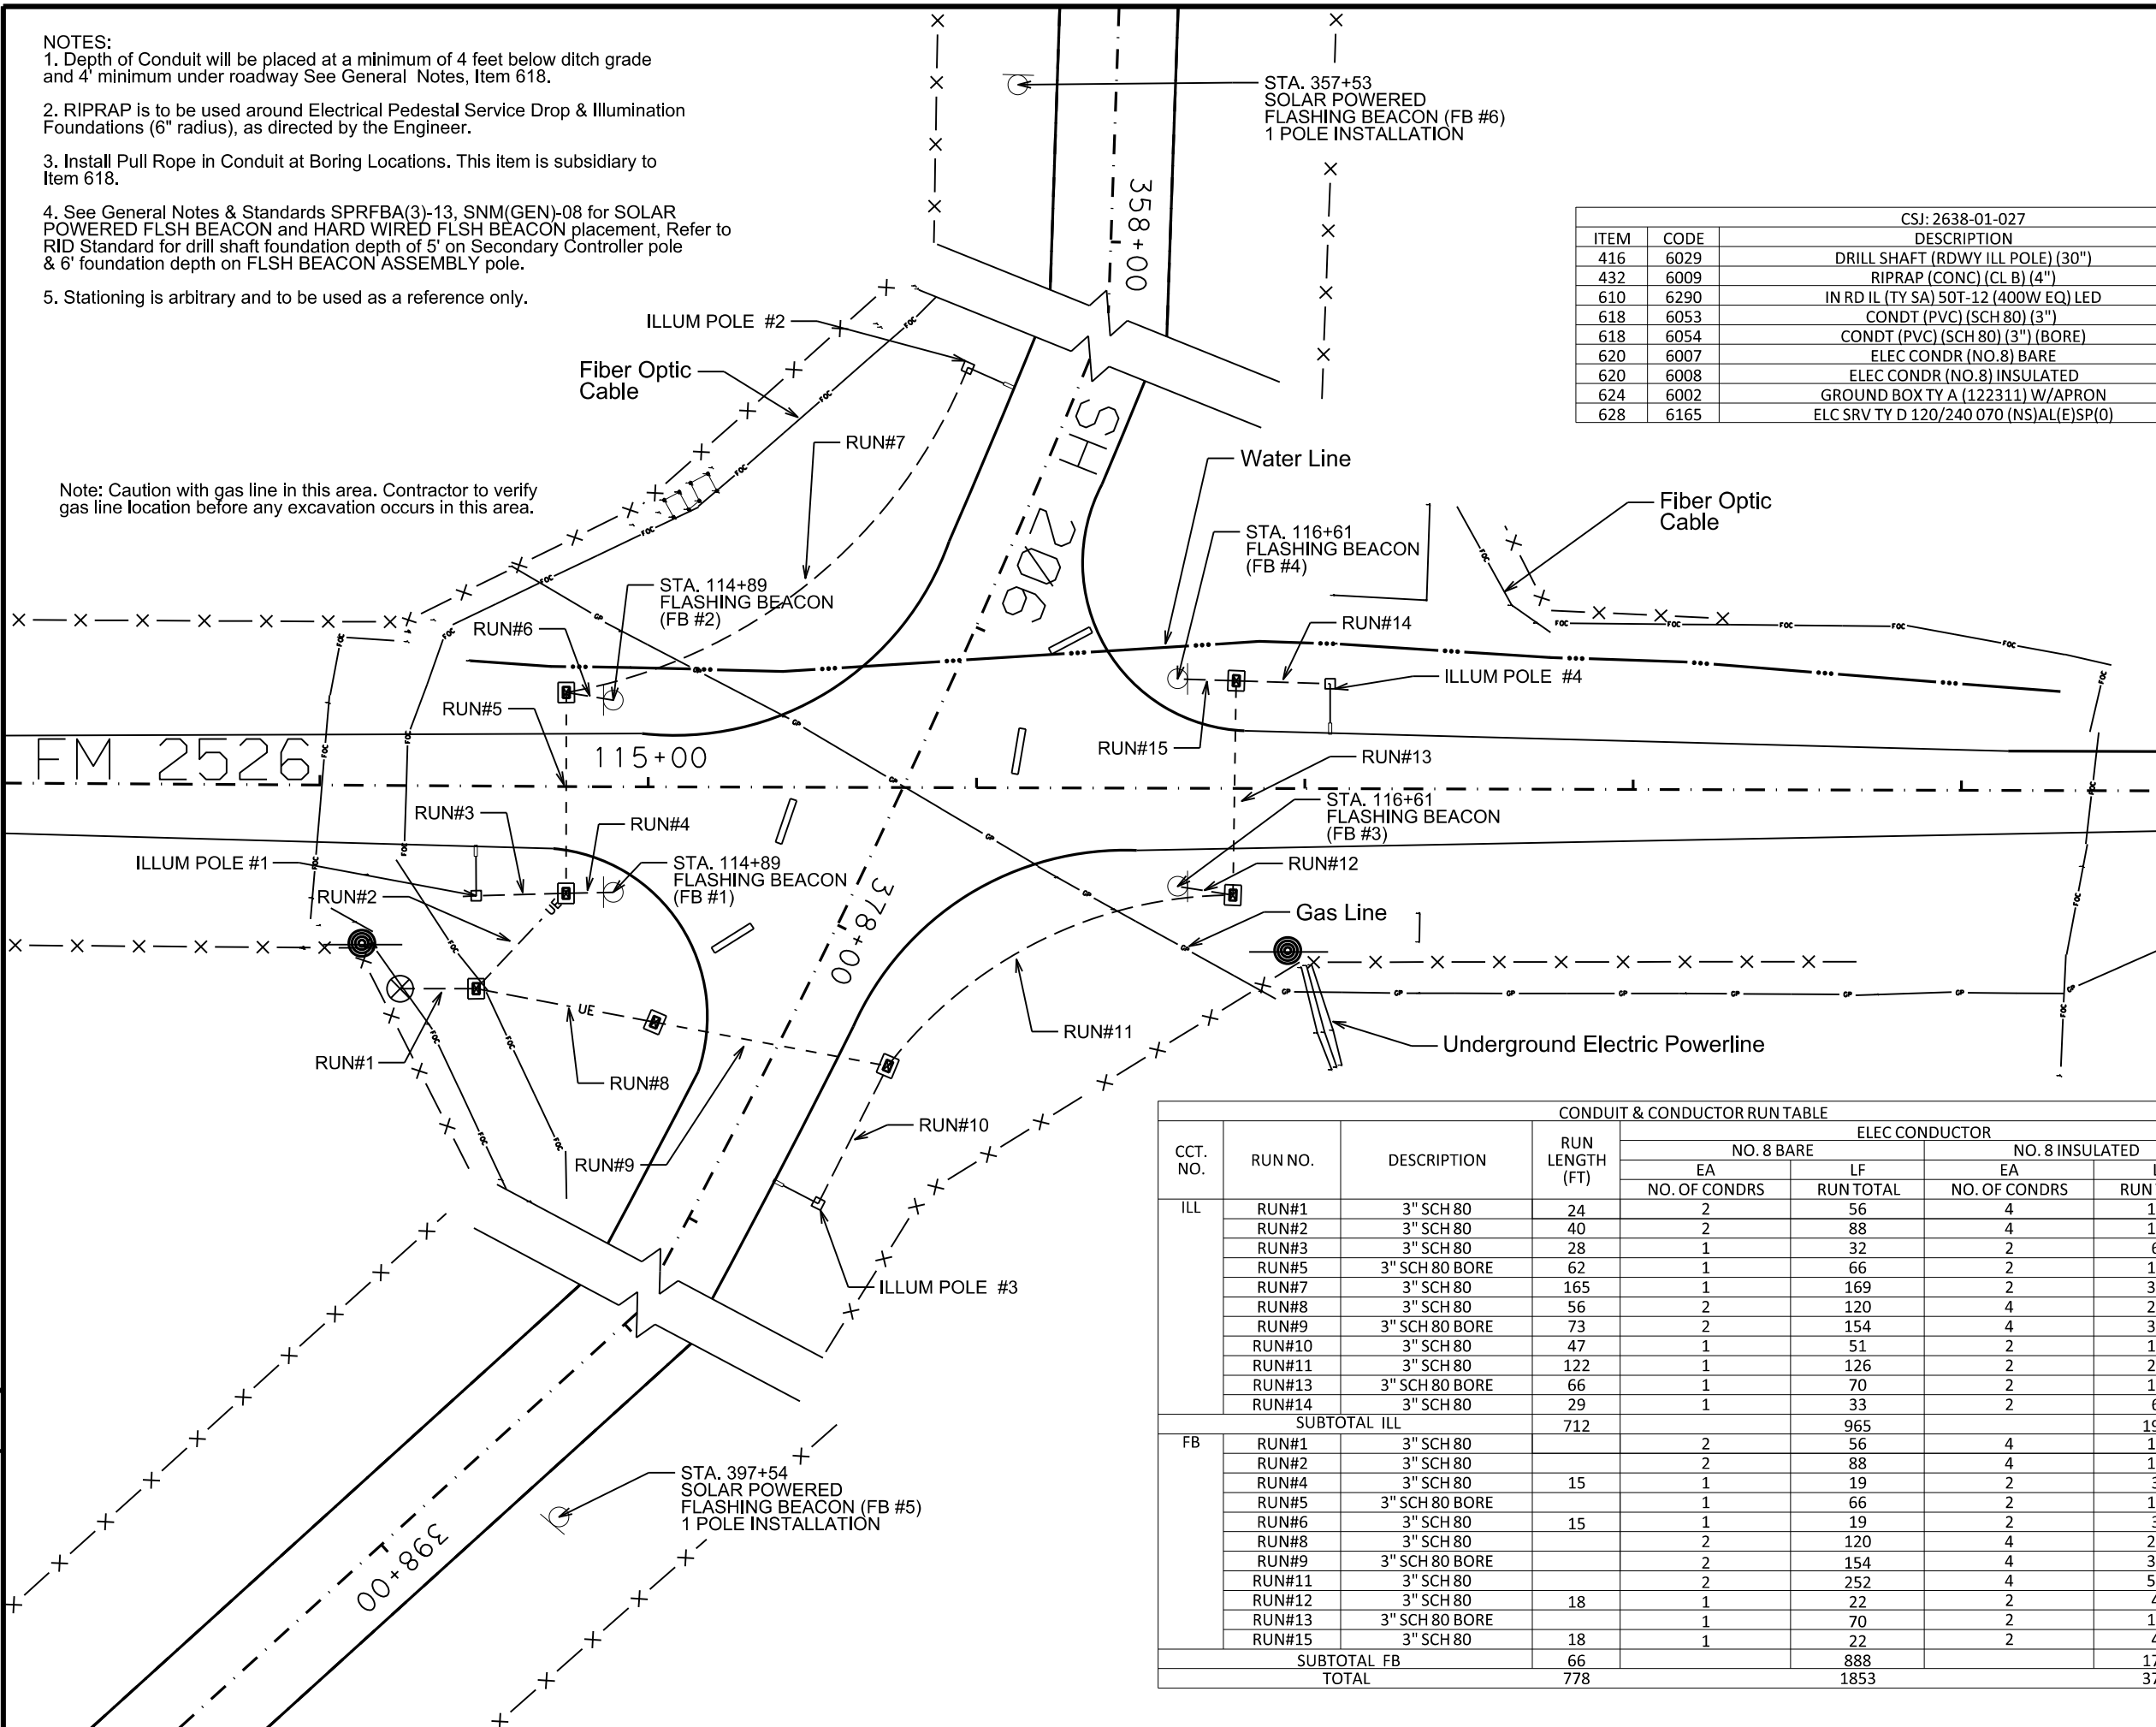 NOTES:
1. Depth of Conduit will be placed at a minimum of 4 feet below ditch grade
and 4' minimum under roadway See General Notes, Item 618.
2. RIPRAP is to be used around Electrical Pedestal Service Drop & Illumination
Foundations (6" radius), as directed by the Engineer.
3. Install Pull Rope in Conduit at Boring Locations. This item is subsidiary to
Item 618.
4. See General Notes & Standards SPRFBA(3)-13, SNM(GEN)-08 for SOLAR
POWERED FLSH BEACON and HARD WIRED FLSH BEACON placement, Refer to
RID Standard for drill shaft foundation depth of 5' on Secondary Controller pole
& 6' foundation depth on FLSH BEACON ASSEMBLY pole.
5. Stationing is arbitrary and to be used as a reference only.
STA. 357+53
SOLAR POWERED
FLASHING BEACON (FB #6)
1 POLE INSTALLATION
358+00
CSJ: 2638-01-027
ITEM CODE DESCRIPTION
416 6029 DRILL SHAFT (RDWY ILL POLE) (30")
432 6009 RIPRAP (CONC) (CL B) (4")
610 6290 IN RD IL (TY SA) 50T-12 (400W EQ) LED
618 6053 CONDT (PVC) (SCH 80) (3")
618 6054 CONDT (PVC) (SCH 80) (3") (BORE)
620 6007 ELEC CONDR (NO.8) BARE
620 6008 ELEC CONDR (NO.8) INSULATED
624 6002 GROUND BOX TY A (122311) W/APRON
628 6165 ELC SRV TY D 120/240 070 (NS)AL(E)SP(0)
ILLUM POLE #2
Fiber Optic
Cable
RUN#7
SH 206
Water Line
Fiber Optic
Cable
Note: Caution with gas line in this area. Contractor to verify
gas line location before any excavation occurs in this area.
STA. 116+61
FLASHING BEACON
(FB #4)
STA. 114+89
FLASHING BEACON
(FB #2)
RUN#6
RUN#14
ILLUM POLE #4
RUN#5
FM 2526
115+00
RUN#15
RUN#13
RUN#3
RUN#4
STA. 116+61
FLASHING BEACON
(FB #3)
ILLUM POLE #1
STA. 114+89
FLASHING BEACON
(FB #1)
RUN#12
RUN#2
UE
378+00
Gas Line
UE
RUN#11
RUN#1
RUN#8
Underground Electric Powerline
RUN#10
RUN#9
ILLUM POLE #3
STA. 397+54
SOLAR POWERED
FLASHING BEACON (FB #5)
1 POLE INSTALLATION
398+00
CONDUIT & CONDUCTOR RUN TABLE
CCT. NO. RUN NO. DESCRIPTION RUN LENGTH (FT) ELEC CONDUCTOR
NO. 8 BARE NO. 8 INSULATED
EA LF EA
NO. OF CONDRS RUN TOTAL NO. OF CONDRS RUN
ILL RUN#1 3" SCH 80 24 2 56 4
RUN#2 3" SCH 80 40 2 88 4
RUN#3 3" SCH 80 28 1 32 2
RUN#5 3" SCH 80 BORE 62 1 66 2
RUN#7 3" SCH 80 165 1 169 2
RUN#8 3" SCH 80 56 2 120 4
RUN#9 3" SCH 80 BORE 73 2 154 4
RUN#10 3" SCH 80 47 1 51 2
RUN#11 3" SCH 80 122 1 126 2
RUN#13 3" SCH 80 BORE 66 1 70 2
RUN#14 3" SCH 80 29 1 33 2
SUBTOTAL ILL 712 965
FB RUN#1 3" SCH 80 2 56 4
RUN#2 3" SCH 80 2 88 4
RUN#4 3" SCH 80 15 1 19 2
RUN#5 3" SCH 80 BORE 1 66 2
RUN#6 3" SCH 80 15 1 19 2
RUN#8 3" SCH 80 2 120 4
RUN#9 3" SCH 80 BORE 2 154 4
RUN#11 3" SCH 80 2 252 4
RUN#12 3" SCH 80 18 1 22 2
RUN#13 3" SCH 80 BORE 1 70 2
RUN#15 3" SCH 80 18 1 22 2
SUBTOTAL FB 66 888
TOTAL 778 1853